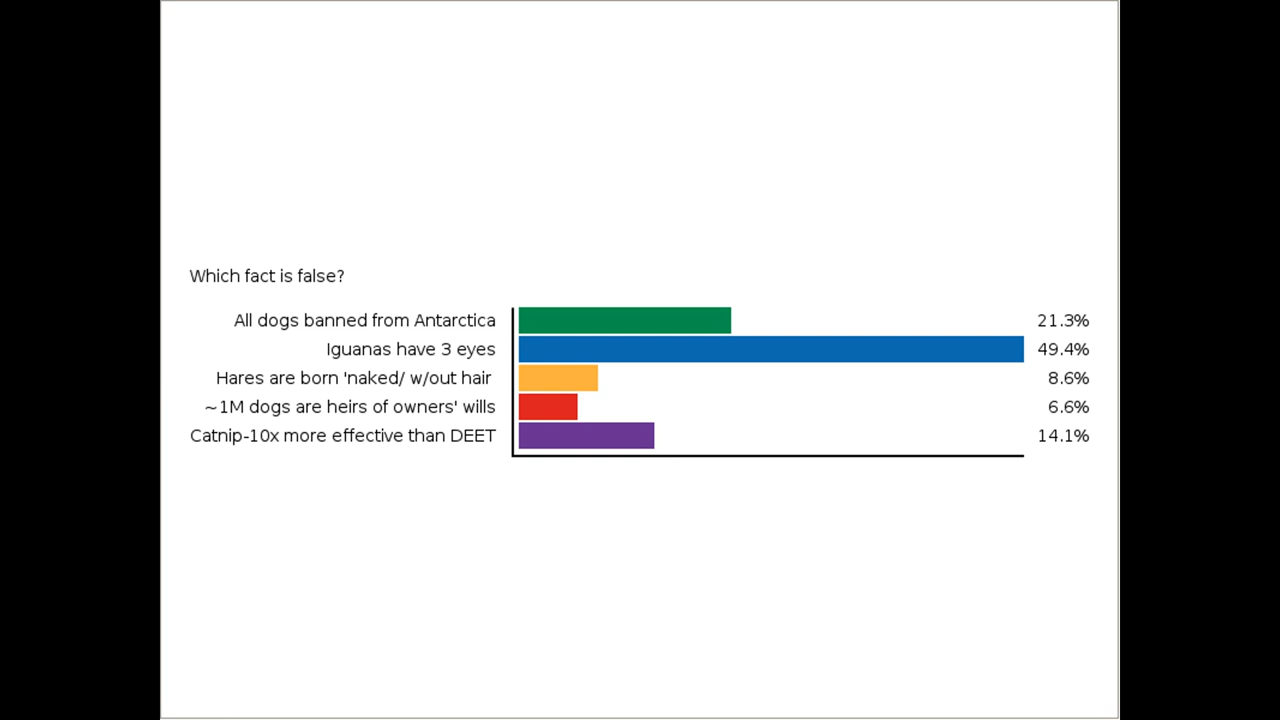 Which fact is false?
All dogs banned from Antarctica 21.3%
Iguanas have 3 eyes 49.4%
Hares are born 'naked/ w/out hair 8.6%
~1M dogs are heirs of owners' wills 6.6%
Catnip-10x more effective than DEET 14.1%